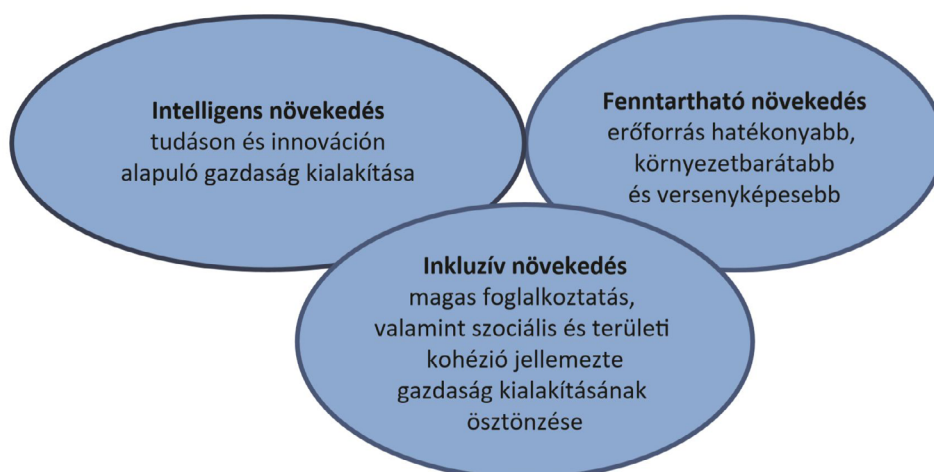 Intelligens növekedés
tudáson és innováción
alapuló gazdaság kialakítása
Fenntartható növekedés
erőforrás hatékonyabb,
környezetbarátabb
és versenyképesebb
Inkluzív növekedés
magas foglalkoztatás,
valamint szociális és területi
kohézió jellemezte
gazdaság kialakításának
ösztönzése